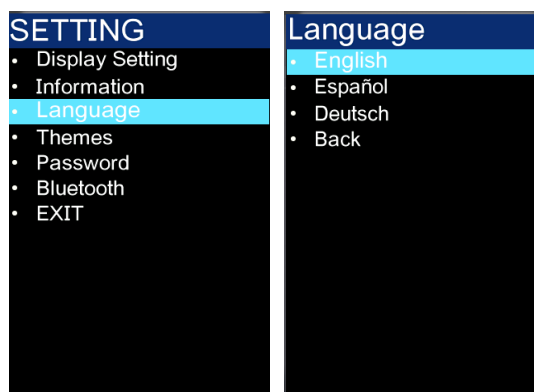 SETTING
• Display Setting
• Information
• Language
• Themes
• Password
• Bluetooth
• EXIT
Language
• English
• Español
• Deutsch
• Back